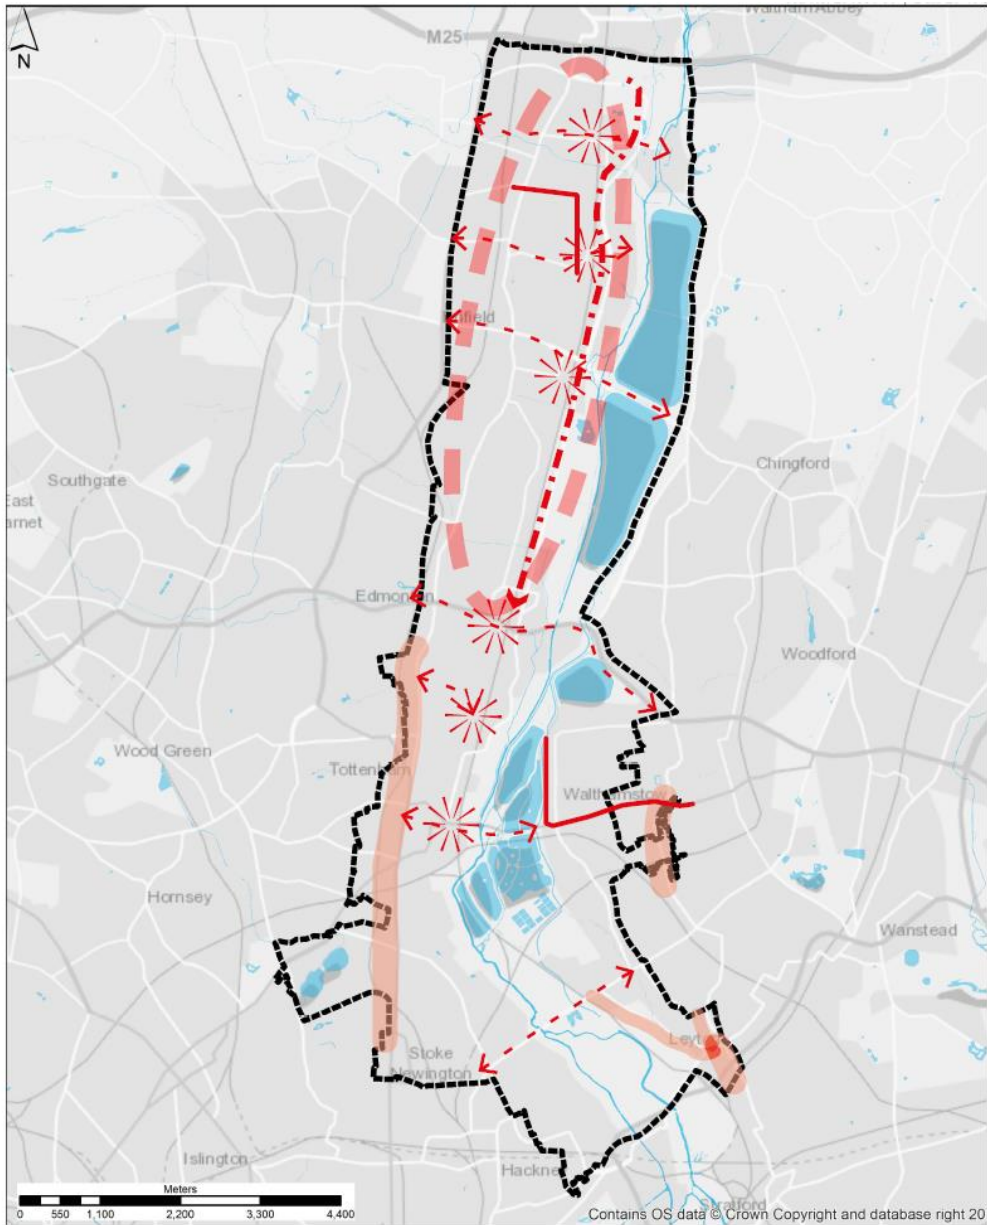 Waltham Abbey
M25
N
Enfield
Chingford
Southgate
East
Barnet
Edmonton
Woodford
Wood Green
Tottenham
Walthamstow
Hornsey
Wanstead
Leyton
Stoke
Newington
Islington
Hackney
Stratford
Meters
0 550 1,100 2,200 3,300 4,400
Contains OS data © Crown Copyright and database right 20